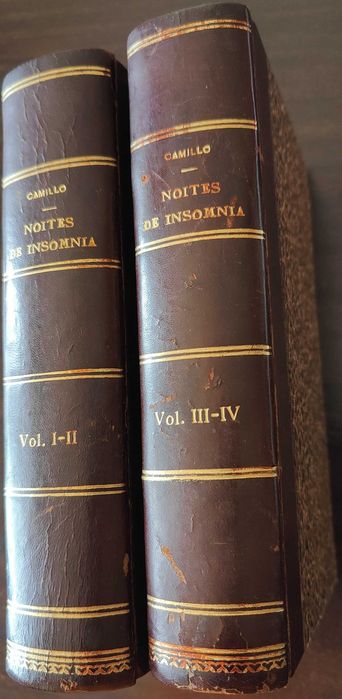 CAMILLO
NOITES
DE INSOMNIA
Vol. I-II
CAMILLO
NOITES
DE INSOMNIA
Vol. III-IV